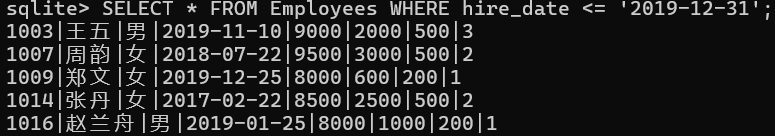 sqlite> SELECT * FROM Employees WHERE hire_date <= '2019-12-31';
1003|王五|男|2019-11-10|9000|2000|500|3
1007|周韵|女|2018-07-22|9500|3000|500|2
1009|郑文|女|2019-12-25|8000|600|200|1
1014|张丹|女|2017-02-22|8500|2500|500|2
1016|赵兰舟|男|2019-01-25|8000|1000|200|1